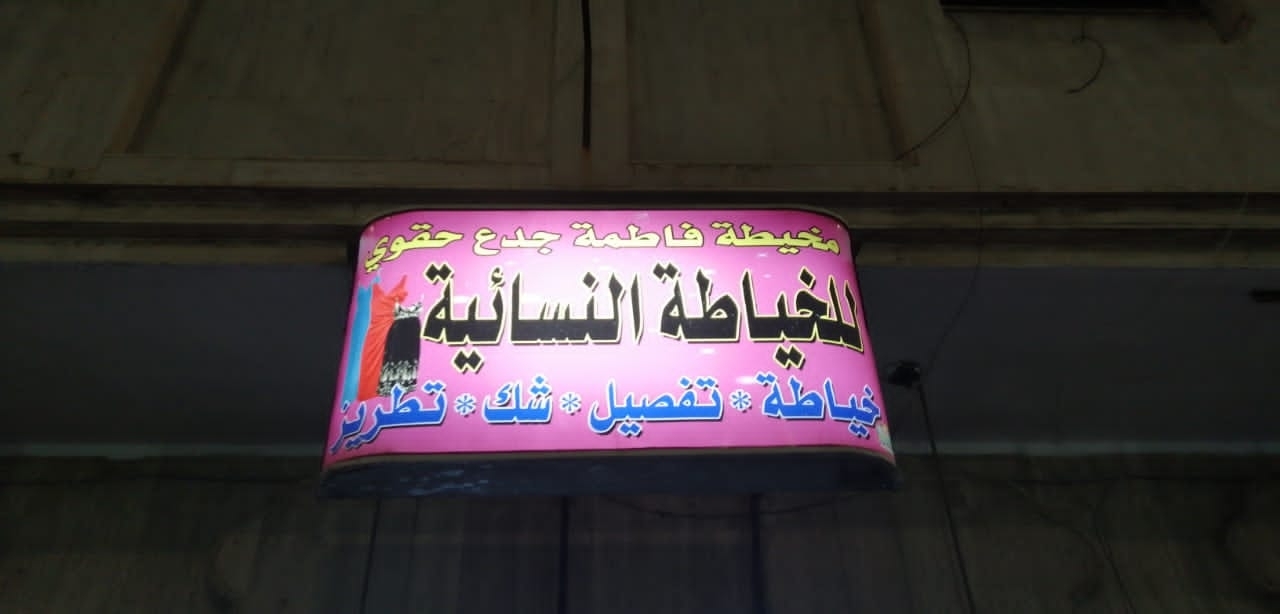 مخيطة فاطمة جدع حقوي
للخياطة النسائية
خياطة * تفصيل * شك * تطريز